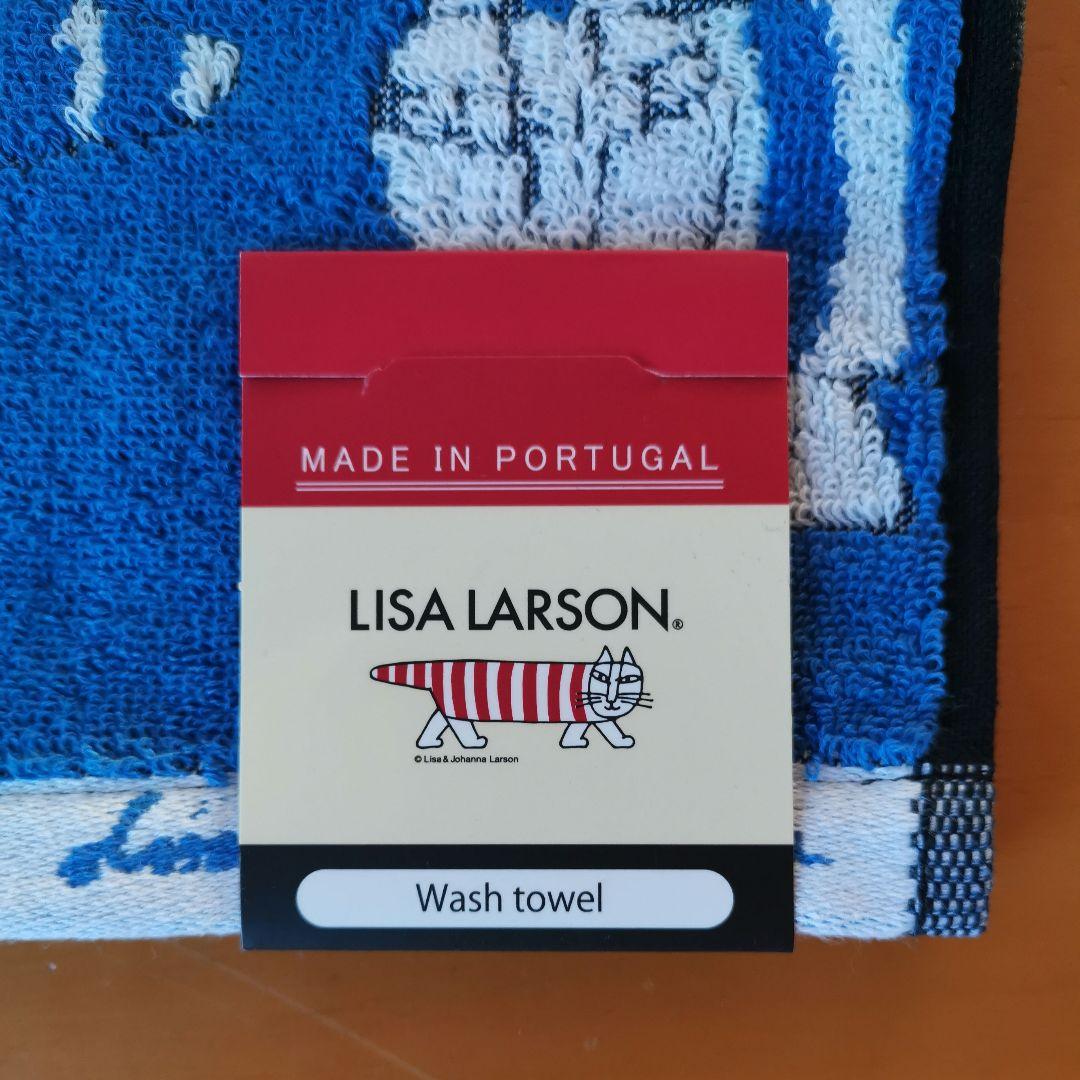 MADE IN PORTUGAL
LISA LARSON®
© Lisa & Johanna Larson
Wash towel